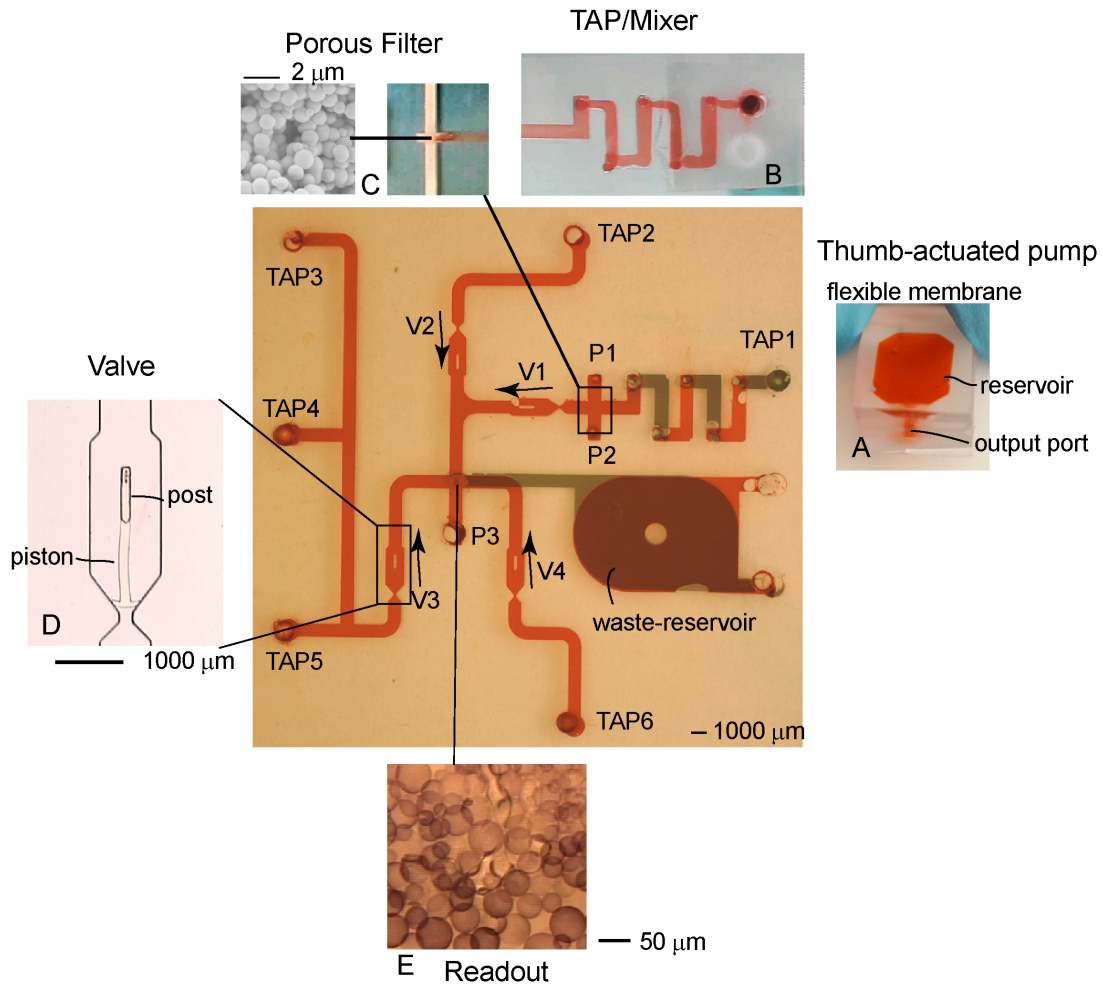 TAP/Mixer
Porous Filter
2 µm
C
B
TAP2
TAP3
Thumb-actuated pump
flexible membrane
V2
TAP1
P1
V1
reservoir
Valve
TAP4
P2
output port
A
post
P3
piston
V4
V3
waste-reservoir
D
1000 µm
TAP5
TAP6
1000 µm
50 µm
E
Readout